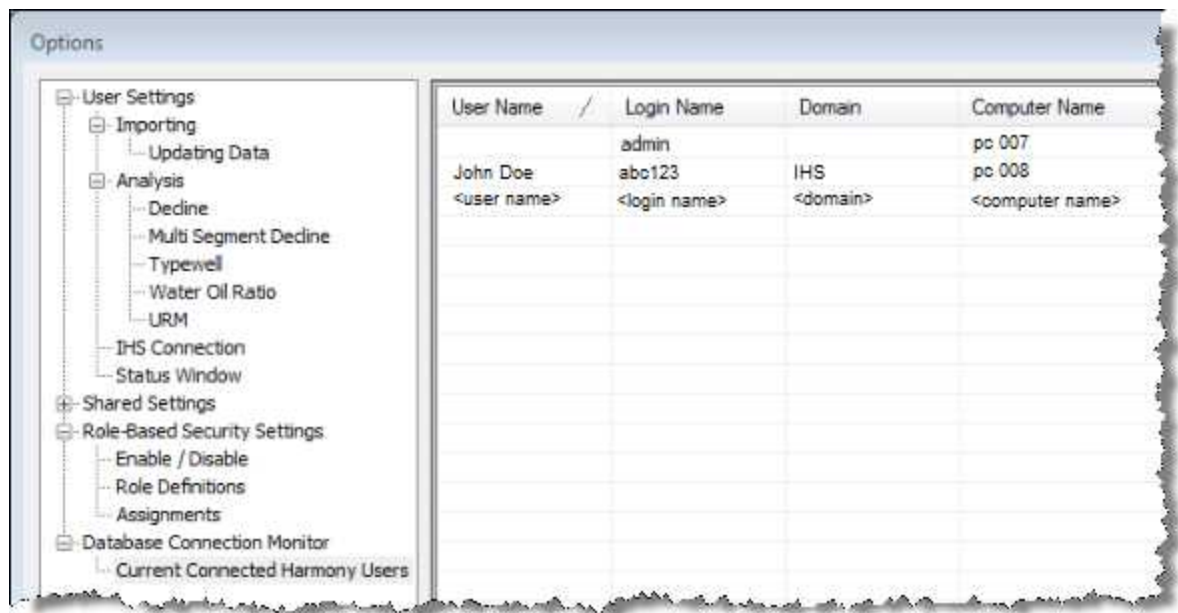 Options
User Settings
Importing
Updating Data
Analysis
Decline
Multi Segment Decline
Typewell
Water Oil Ratio
URM
IHS Connection
Status Window
Shared Settings
Role-Based Security Settings
Enable / Disable
Role Definitions
Assignments
Database Connection Monitor
Current Connected Harmony Users
User Name Login Name Domain Computer Name
admin pc 007
John Doe abc123 IHS pc 008
<user name> <login name> <domain> <computer name>